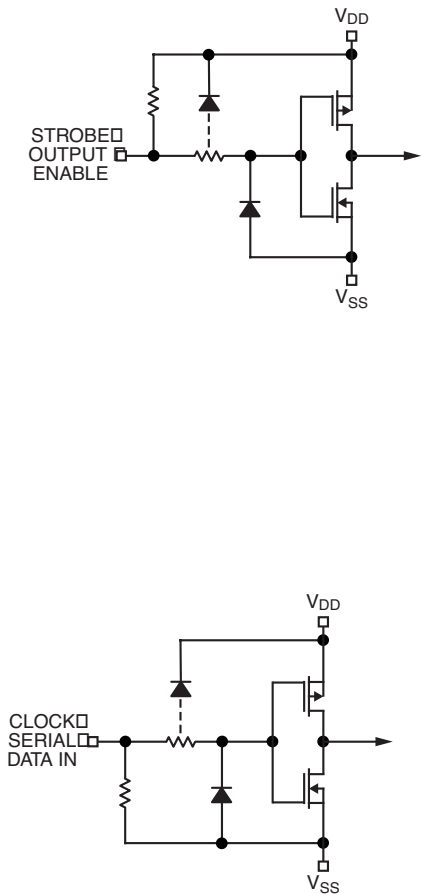 VDD
STROBE
OUTPUT
ENABLE
VSS
VDD
CLOCK
SERIAL
DATA IN
VSS